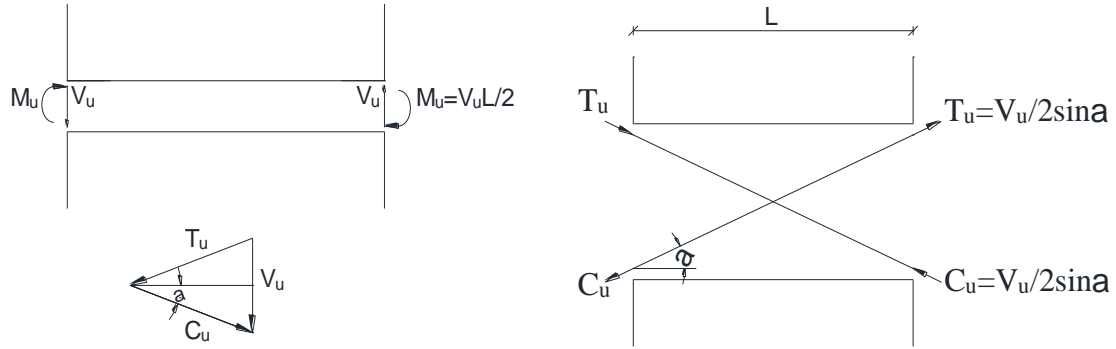 Mu
Vu
Vu
Mu=VuL/2
Tu
a
Vu
Cu
L
Tu
Tu=Vu/2sina
a
Cu
Cu=Vu/2sina